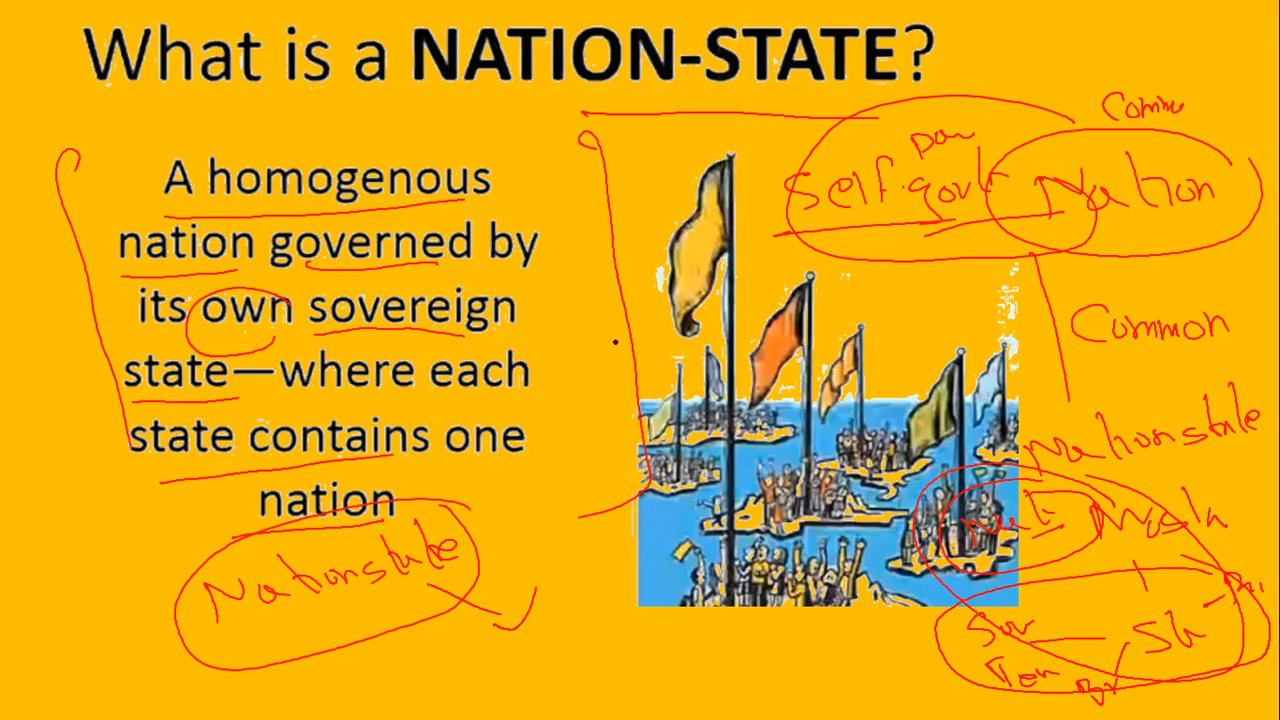 What is a NATION-STATE?
A homogenous
nation governed by
its own sovereign
state—where each
state contains one
nation
Nationstate
Self govt Nation
Common
Nationstate